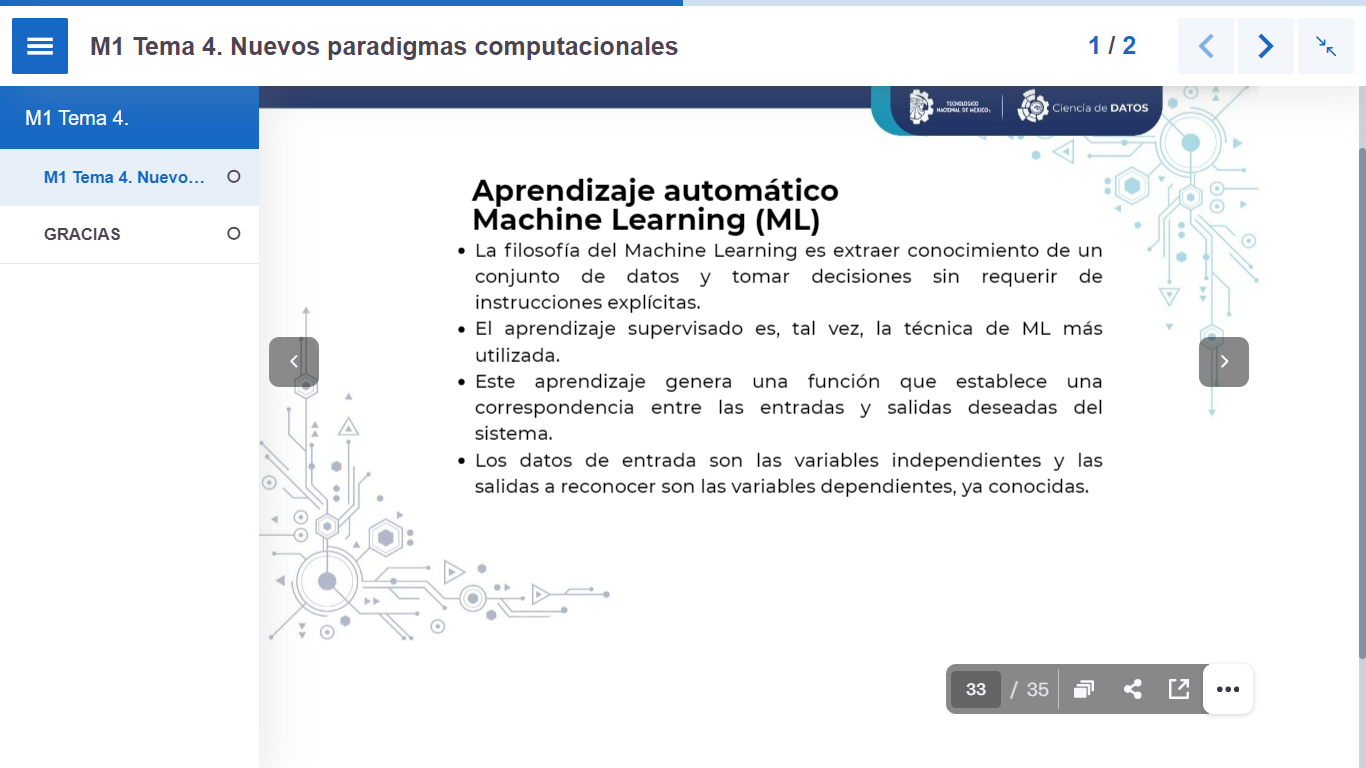 M1 Tema 4. Nuevos paradigmas computacionales
1 / 2
M1 Tema 4.
M1 Tema 4. Nuevo...
GRACIAS
TECNOLÓGICO
NACIONAL DE MÉXICO
Ciencia de DATOS
Aprendizaje automático
Machine Learning (ML)
• La filosofía del Machine Learning es extraer conocimiento de un
conjunto de datos y tomar decisiones sin requerir de
instrucciones explícitas.
• El aprendizaje supervisado es, tal vez, la técnica de ML más
utilizada.
• Este aprendizaje genera una función que establece una
correspondencia entre las entradas y salidas deseadas del
sistema.
• Los datos de entrada son las variables independientes y las
salidas a reconocer son las variables dependientes, ya conocidas.
33 / 35